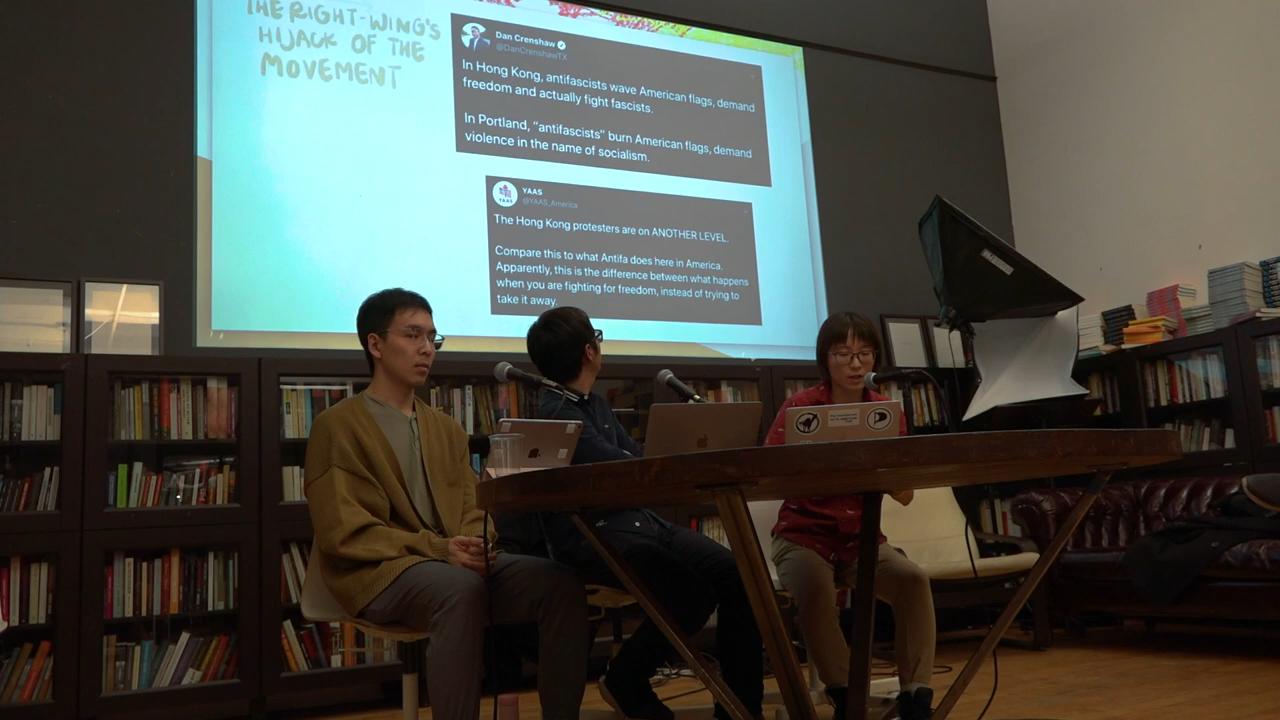 THE RIGHT-WING'S
HIJACK OF THE
MOVEMENT
Dan Crenshaw
@DanCrenshawTX
In Hong Kong, antifascists wave American flags, demand
freedom and actually fight fascists.
In Portland, “antifascists” burn American flags, demand
violence in the name of socialism.
YAAS
@YAAS_America
The Hong Kong protesters are on ANOTHER LEVEL.
Compare this to what Antifa does here in America.
Apparently, this is the difference between what happens
when you are fighting for freedom, instead of trying to
take it away.